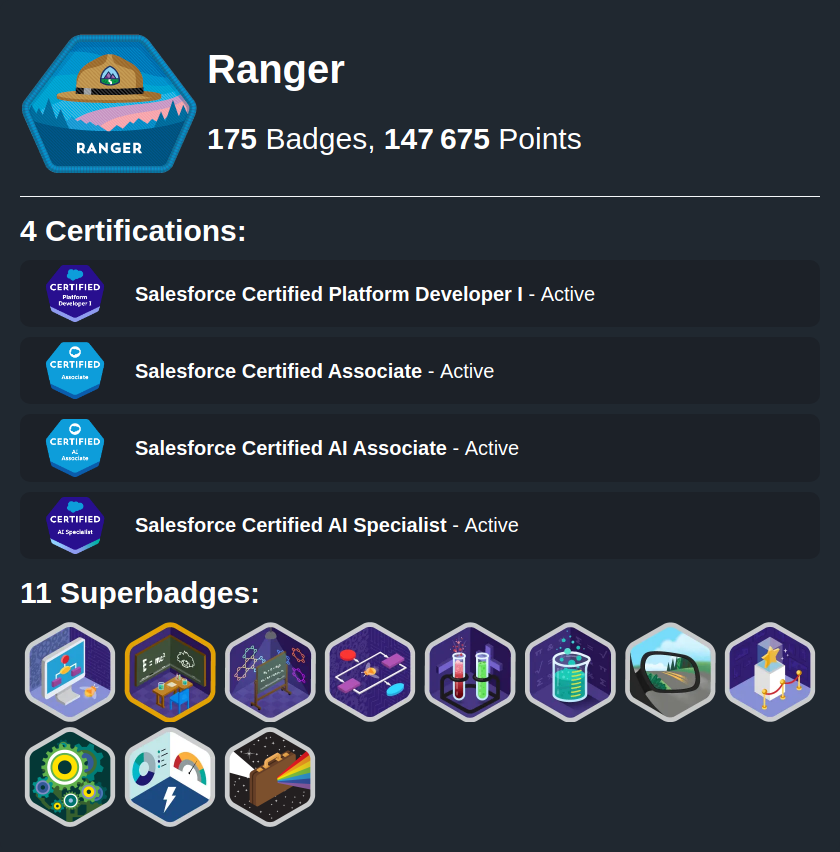 Ranger
RANGER
175 Badges, 147 675 Points
4 Certifications:
CERTIFIED
Platform
Developer I
Salesforce Certified Platform Developer I - Active
CERTIFIED
Associate
Salesforce Certified Associate - Active
CERTIFIED
AI
Associate
Salesforce Certified AI Associate - Active
CERTIFIED
AI Specialist
Salesforce Certified AI Specialist - Active
11 Superbadges:
E = mc²